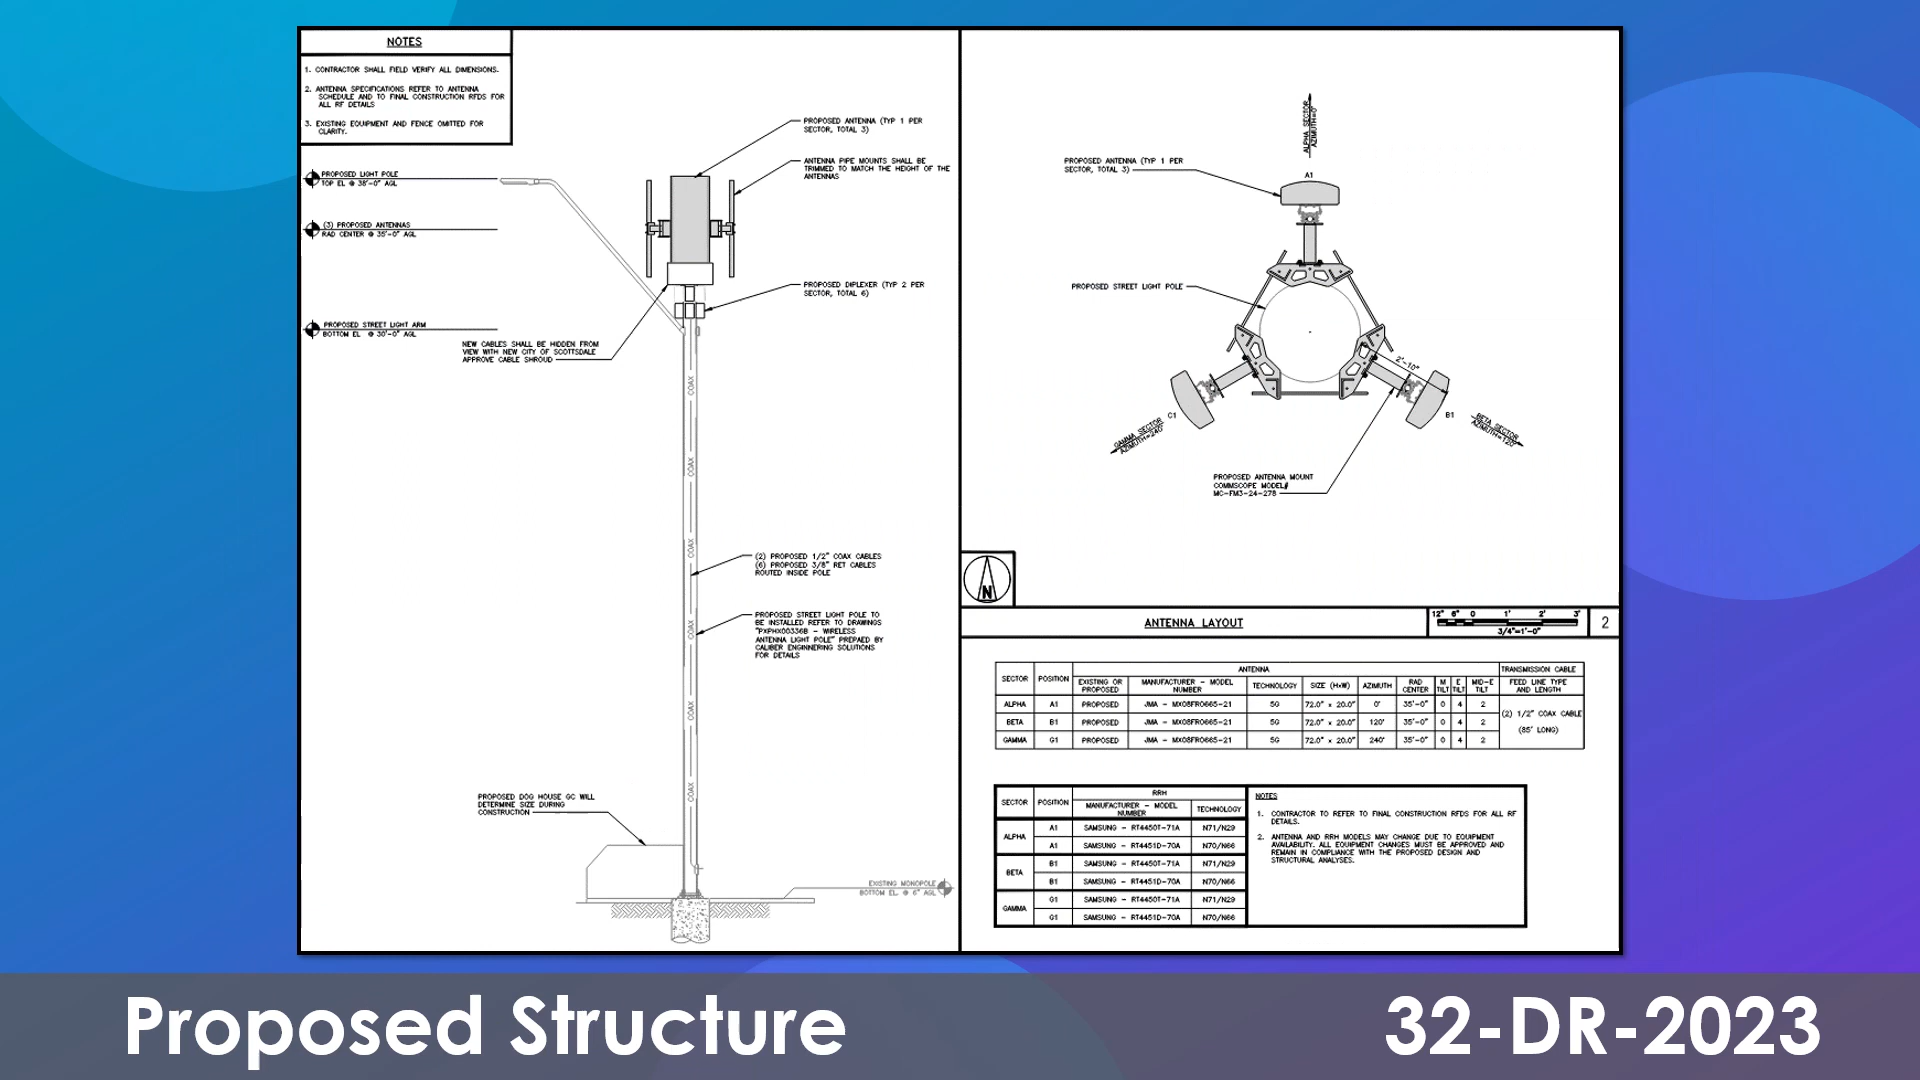 NOTES
1. CONTRACTOR SHALL FIELD VERIFY ALL DIMENSIONS.
2. ANTENNA SPECIFICATIONS REFER TO ANTENNA
SCHEDULE AND TO FINAL CONSTRUCTION RFDS FOR
ALL RF DETAILS
3. EXISTING EQUIPMENT AND FENCE OMITTED FOR
CLARITY.
PROPOSED LIGHT POLE
TOP EL @ 38'-0" AGL
(3) PROPOSED ANTENNAS
RAD CENTER @ 35'-0" AGL
PROPOSED STREET LIGHT ARM
BOTTOM EL @ 30'-0" AGL
PROPOSED ANTENNA (TYP 1 PER
SECTOR, TOTAL 3)
ANTENNA PIPE MOUNTS SHALL BE
TRIMMED TO MATCH THE HEIGHT OF THE
ANTENNAS
PROPOSED DIPLEXER (TYP 2 PER
SECTOR, TOTAL 6)
NEW CABLES SHALL BE HIDDEN FROM
VIEW WITH NEW CITY OF SCOTTSDALE
APPROVE CABLE SHROUD
COAX
COAX
COAX
COAX
COAX
COAX
(2) PROPOSED 1/2" COAX CABLES
(6) PROPOSED 3/8" RET CABLES
ROUTED INSIDE POLE
PROPOSED STREET LIGHT POLE TO
BE INSTALLED REFER TO DRAWINGS
"PXPHX00336B - WIRELESS
ANTENNA LIGHT POLE" PREPAED BY
CALIBER ENGINNERING SOLUTIONS
FOR DETAILS
PROPOSED DOG HOUSE GC WILL
DETERMINE SIZE DURING
CONSTRUCTION
EXISTING MONOPOLE
BOTTOM EL. @ 6" AGL
ALPHA SECTOR
AZIMUTH=0°
PROPOSED ANTENNA (TYP 1 PER
SECTOR, TOTAL 3)
A1
PROPOSED STREET LIGHT POLE
2'-10"
C1
B1
GAMMA SECTOR
AZIMUTH=240°
BETA SECTOR
AZIMUTH=120°
PROPOSED ANTENNA MOUNT
COMMSCOPE MODEL#
MC-FM3-24-278
N
ANTENNA LAYOUT
12" 6" 0 1' 2' 3'
3/4"=1'-0"
2
SECTOR POSITION ANTENNA TRANSMISSION CABLE
EXISTING OR PROPOSED MANUFACTURER - MODEL NUMBER TECHNOLOGY SIZE (HxW) AZIMUTH RAD CENTER M TILT E TILT MID-E TILT FEED LINE TYPE AND LENGTH
ALPHA A1 PROPOSED JMA - MX08FRO665-21 5G 72.0" x 20.0" 0° 35'-0" 0 4 2
BETA B1 PROPOSED JMA - MX08FRO665-21 5G 72.0" x 20.0" 120° 35'-0" 0 4 2
GAMMA G1 PROPOSED JMA - MX08FRO665-21 5G 72.0" x 20.0" 240° 35'-0" 0 4 2
(2) 1/2" COAX CABLE
(85' LONG)
SECTOR POSITION RRH
MANUFACTURER - MODEL NUMBER TECHNOLOGY
ALPHA A1 SAMSUNG - RT4450T-71A N71/N29
A1 SAMSUNG - RT4451D-70A N70/N66
BETA B1 SAMSUNG - RT4450T-71A N71/N29
B1 SAMSUNG - RT4451D-70A N70/N66
GAMMA G1 SAMSUNG - RT4450T-71A N71/N29
G1 SAMSUNG - RT4451D-70A N70/N66
NOTES
1. CONTRACTOR TO REFER TO FINAL CONSTRUCTION RFDS FOR ALL RF
DETAILS.
2. ANTENNA AND RRH MODELS MAY CHANGE DUE TO EQUIPMENT
AVAILABILITY. ALL EQUIPMENT CHANGES MUST BE APPROVED AND
REMAIN IN COMPLIANCE WITH THE PROPOSED DESIGN AND
STRUCTURAL ANALYSES.
Proposed Structure
32-DR-2023